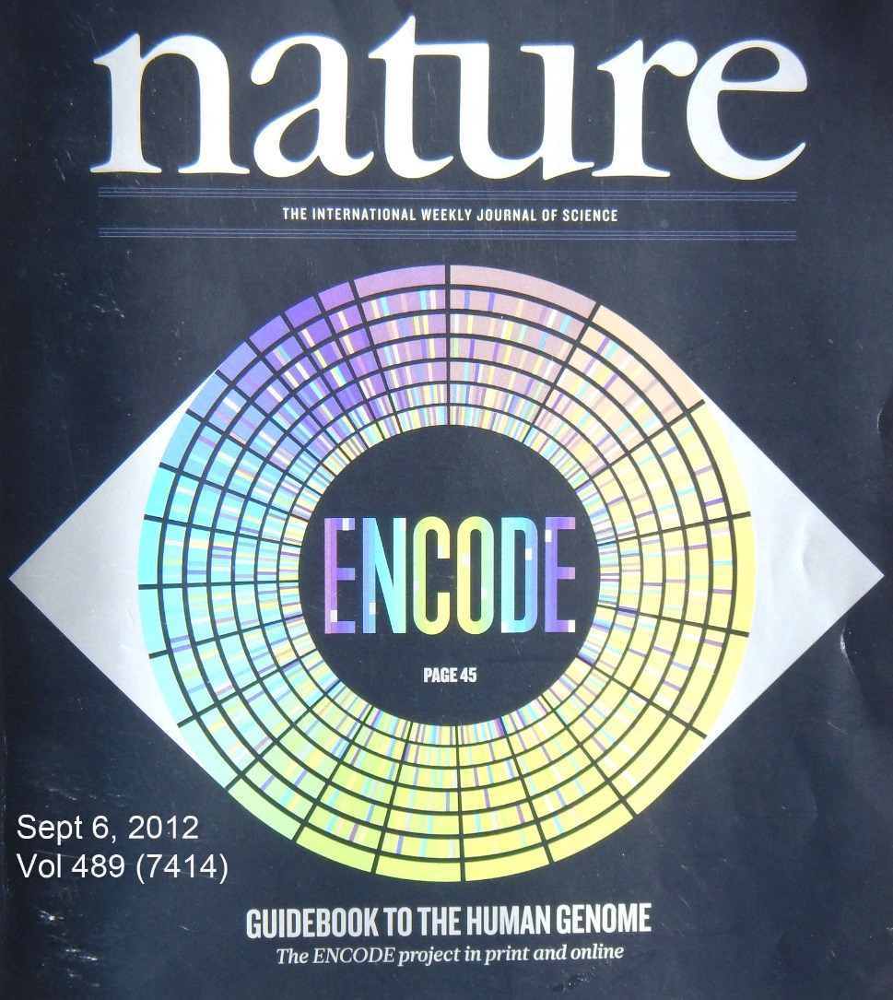 nature
THE INTERNATIONAL WEEKLY JOURNAL OF SCIENCE
ENCODE
PAGE 45
Sept 6, 2012
Vol 489 (7414)
GUIDEBOOK TO THE HUMAN GENOME
The ENCODE project in print and online